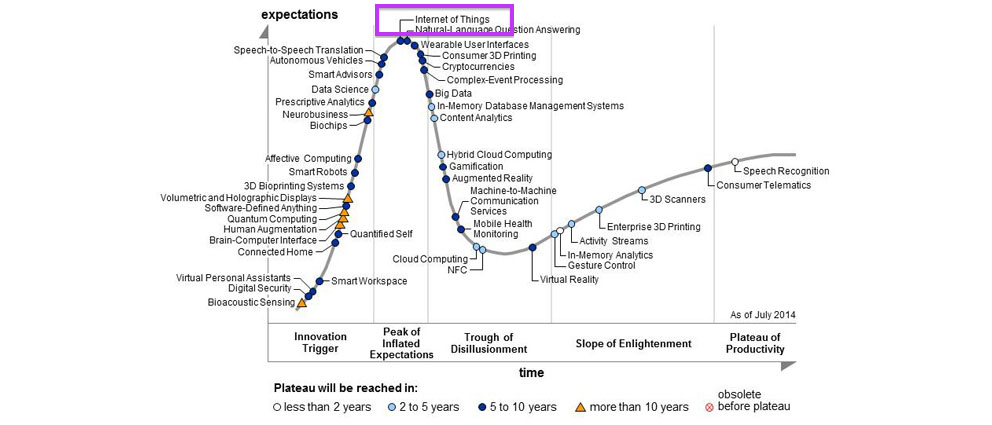 expectations
Internet of Things
Natural-Language Question Answering
Wearable User Interfaces
Speech-to-Speech Translation
Consumer 3D Printing
Autonomous Vehicles
Cryptocurrencies
Smart Advisors
Complex-Event Processing
Data Science
Big Data
Prescriptive Analytics
In-Memory Database Management Systems
Neurobusiness
Content Analytics
Biochips
Hybrid Cloud Computing
Affective Computing
Gamification
Smart Robots
Augmented Reality
3D Bioprinting Systems
Machine-to-Machine
Communication
Services
Volumetric and Holographic Displays
Software-Defined Anything
Quantum Computing
Human Augmentation
Brain-Computer Interface
Connected Home
Quantified Self
Mobile Health
Monitoring
Cloud Computing
NFC
Virtual Personal Assistants
Digital Security
Bioacoustic Sensing
Smart Workspace
Virtual Reality
Gesture Control
In-Memory Analytics
Activity Streams
Enterprise 3D Printing
3D Scanners
Consumer Telematics
Speech Recognition
As of July 2014
Innovation
Trigger
Peak of
Inflated
Expectations
Trough of
Disillusionment
Slope of Enlightenment
Plateau of
Productivity
time
Plateau will be reached in:
less than 2 years
2 to 5 years
5 to 10 years
more than 10 years
obsolete
before plateau